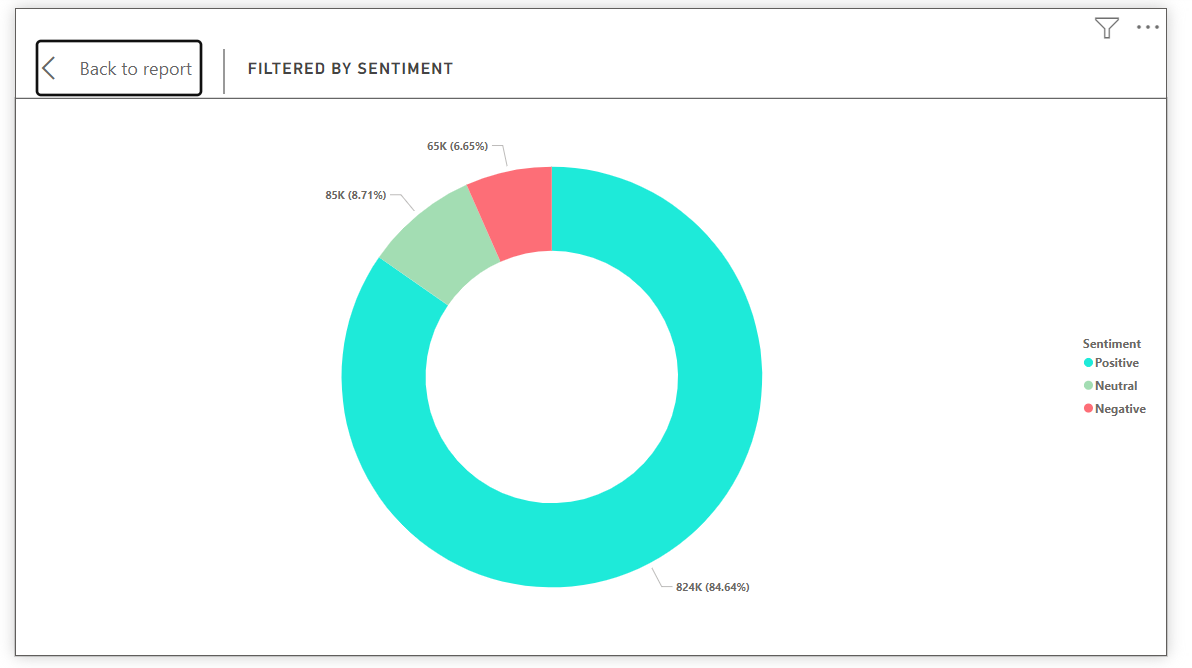 Back to report
FILTERED BY SENTIMENT
65K (6.65%)
85K (8.71%)
Sentiment
Positive
Neutral
Negative
824K (84.64%)